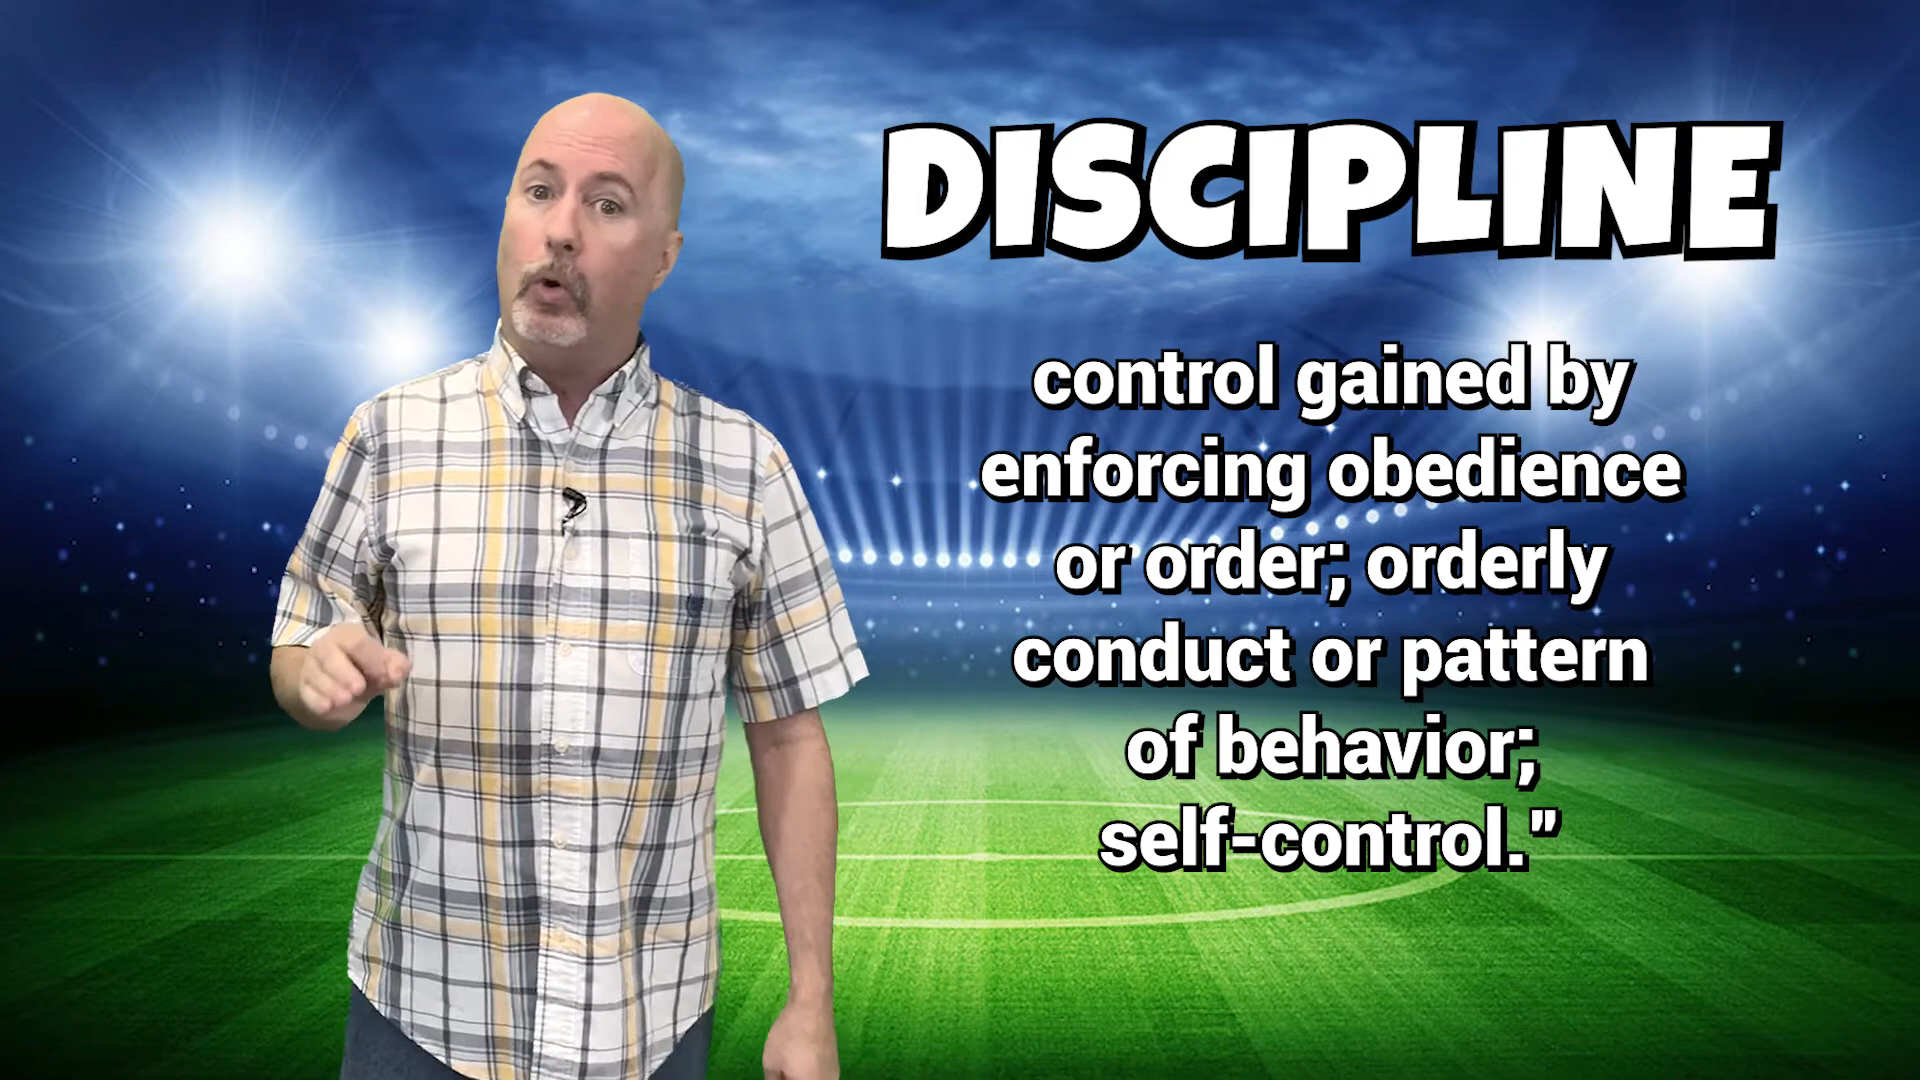 DISCIPLINE
control gained by
enforcing obedience
or order; orderly
conduct or pattern
of behavior;
self-control."